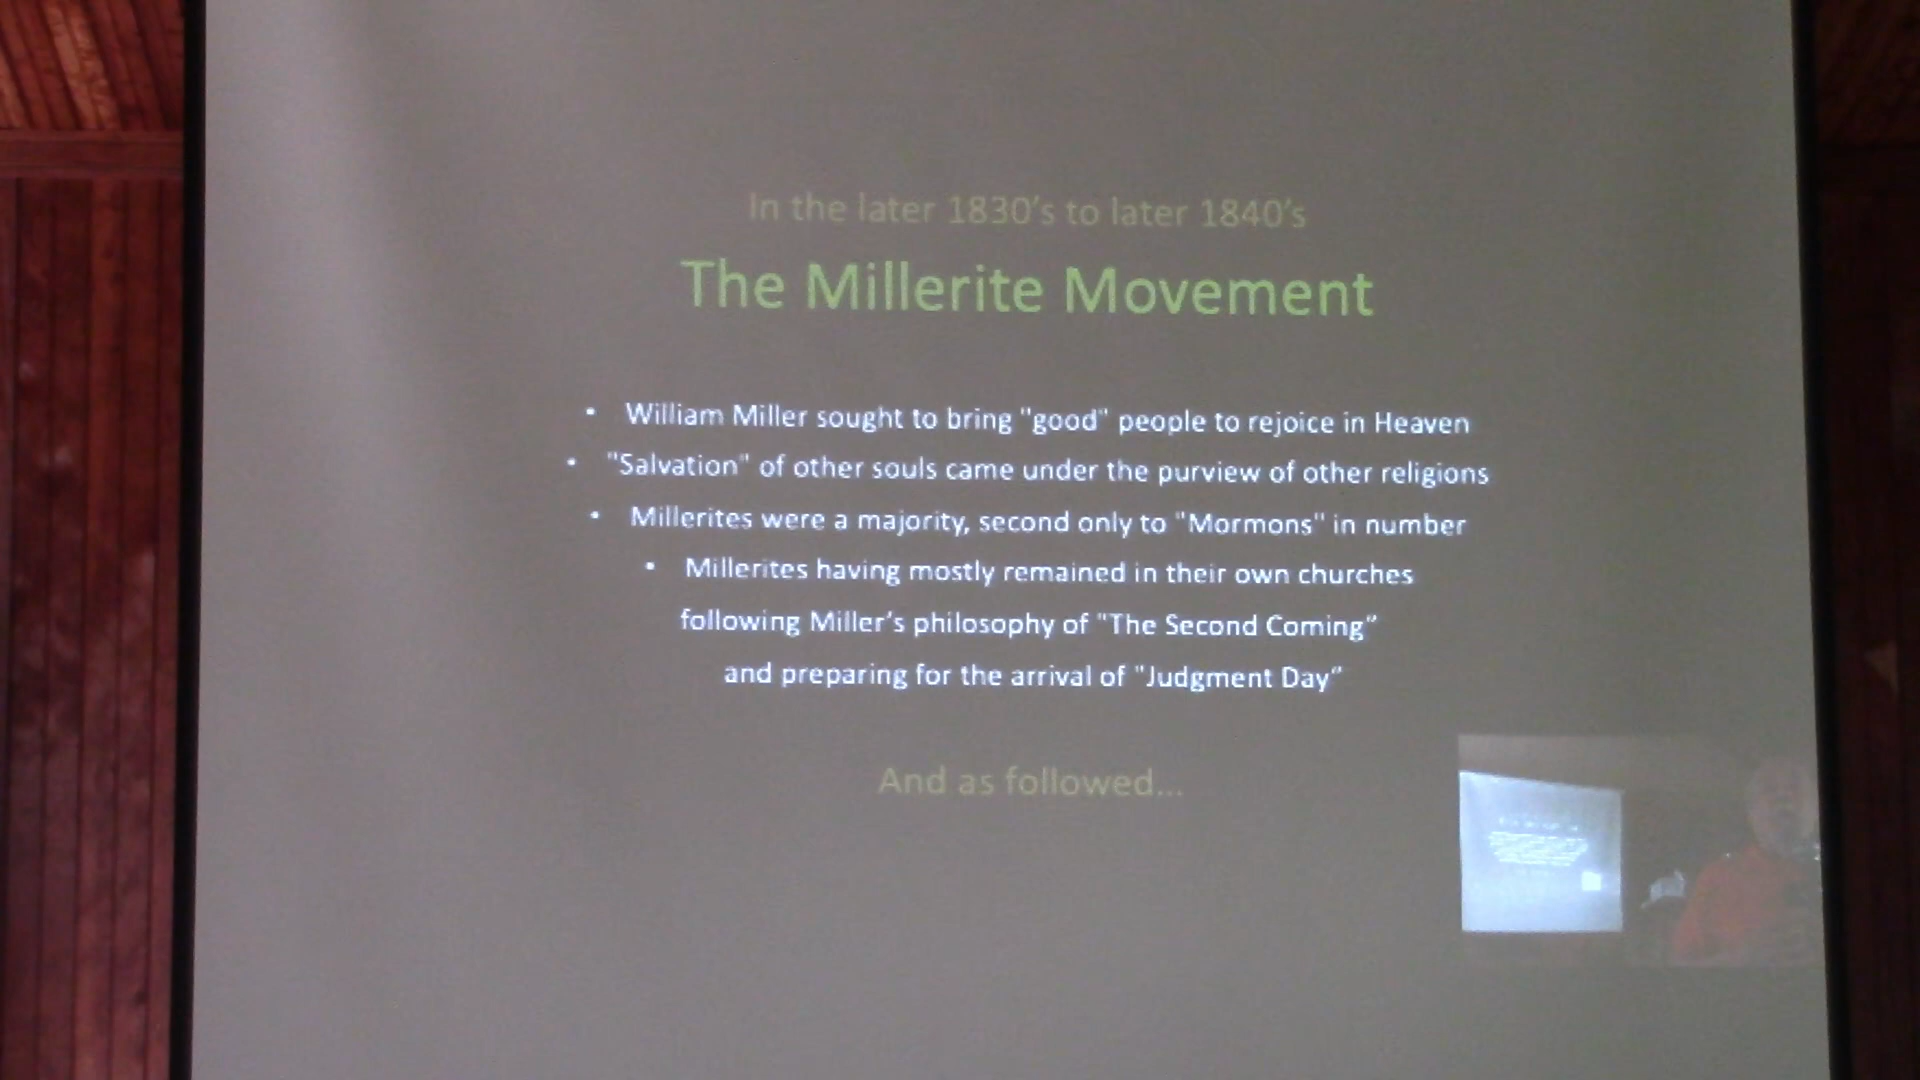 In the later 1830's to later 1840's
The Millerite Movement
• William Miller sought to bring "good" people to rejoice in Heaven
• "Salvation" of other souls came under the purview of other religions
• Millerites were a majority, second only to "Mormons" in number
• Millerites having mostly remained in their own churches
following Miller's philosophy of "The Second Coming"
and preparing for the arrival of "Judgment Day"
And as followed...